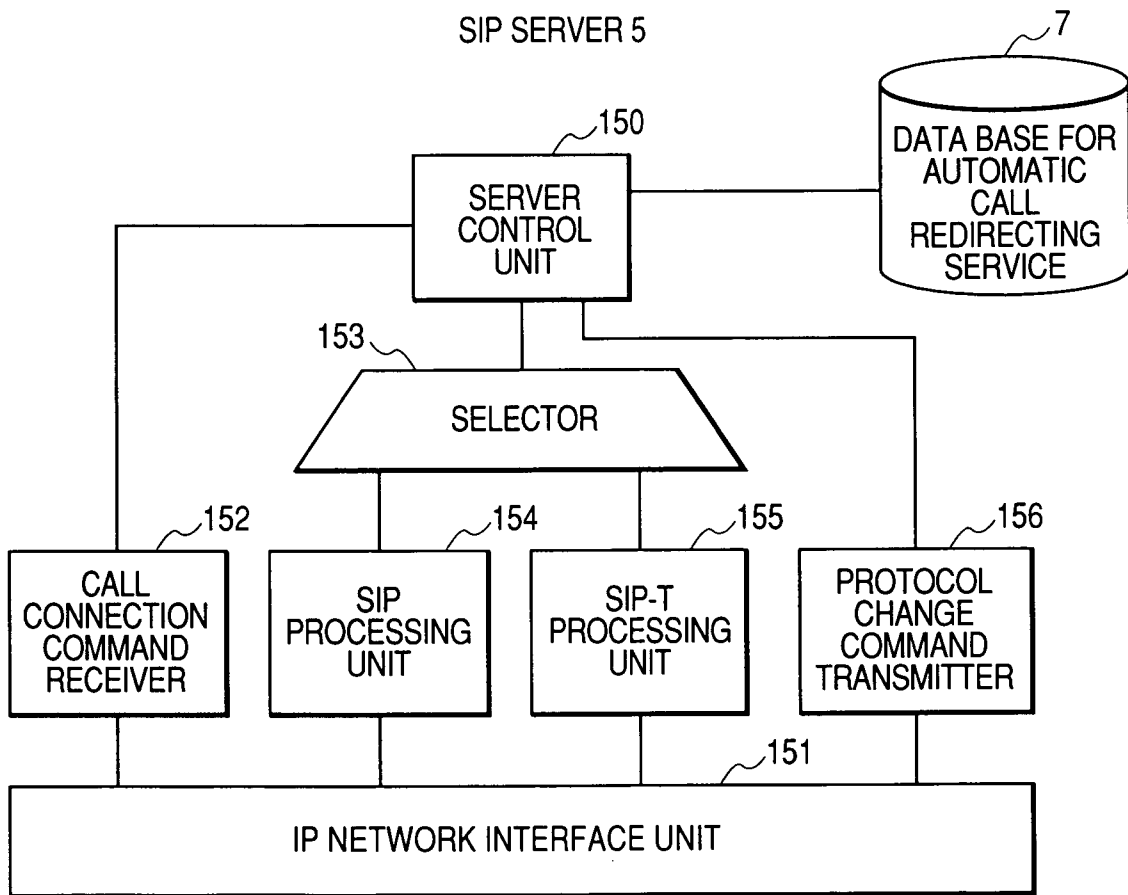 SIP SERVER 5
7
DATA BASE FOR
AUTOMATIC
CALL
REDIRECTING
SERVICE
150
SERVER
CONTROL
UNIT
153
SELECTOR
152
CALL
CONNECTION
COMMAND
RECEIVER
154
SIP
PROCESSING
UNIT
155
SIP-T
PROCESSING
UNIT
156
PROTOCOL
CHANGE
COMMAND
TRANSMITTER
151
IP NETWORK INTERFACE UNIT